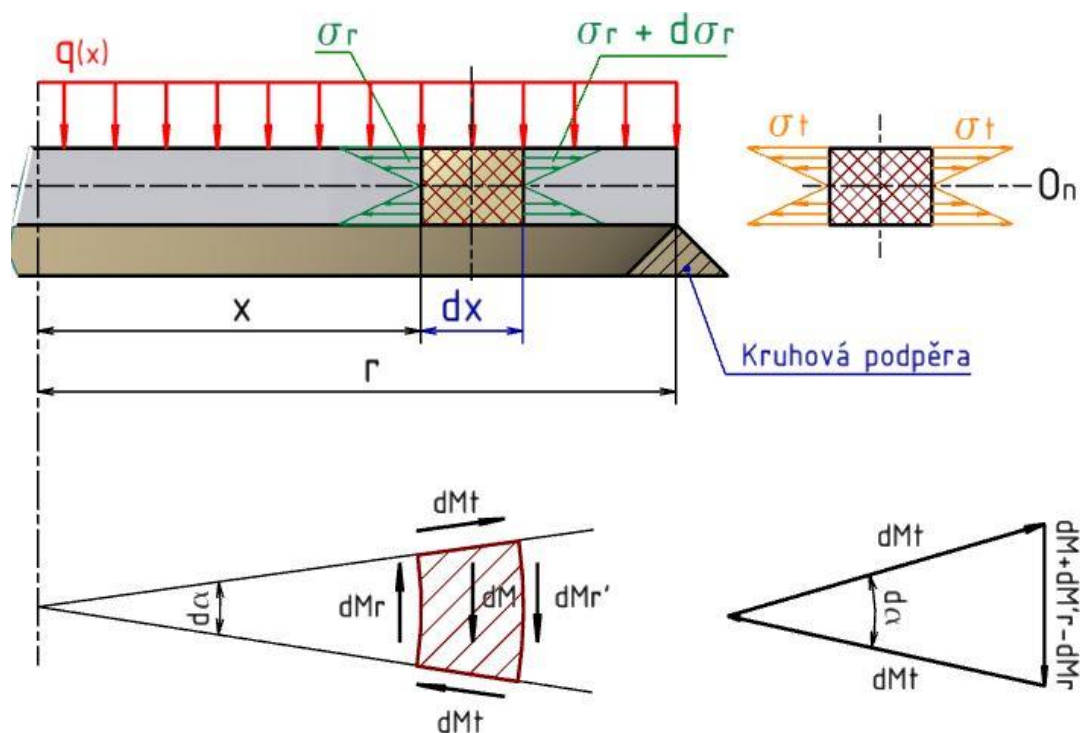 σr
σr + dσr
q(x)
σt
σt
On
x
dx
r
Kruhová podpěra
dMt
dα
dMr
dM
dMr'
dMt
dMt
dα
dMt
dM+dM'r-dMr